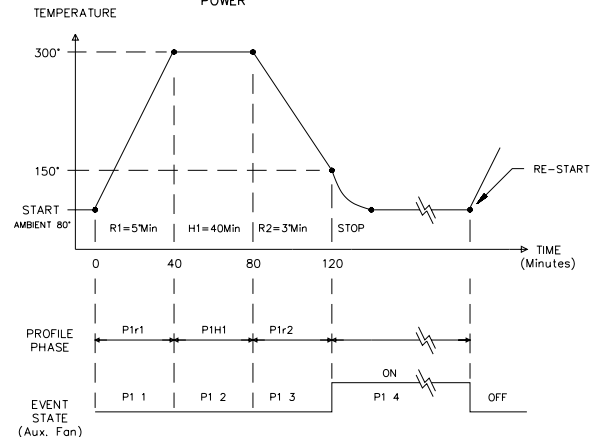 POWER
TEMPERATURE
300°
150°
START
AMBIENT 80°
R1=5°Min
H1=40Min
R2=3°Min
STOP
RE-START
0
40
80
120
TIME
(Minutes)
PROFILE
PHASE
P1r1
P1H1
P1r2
EVENT
STATE
(Aux. Fan)
P1 1
P1 2
P1 3
ON
P1 4
OFF